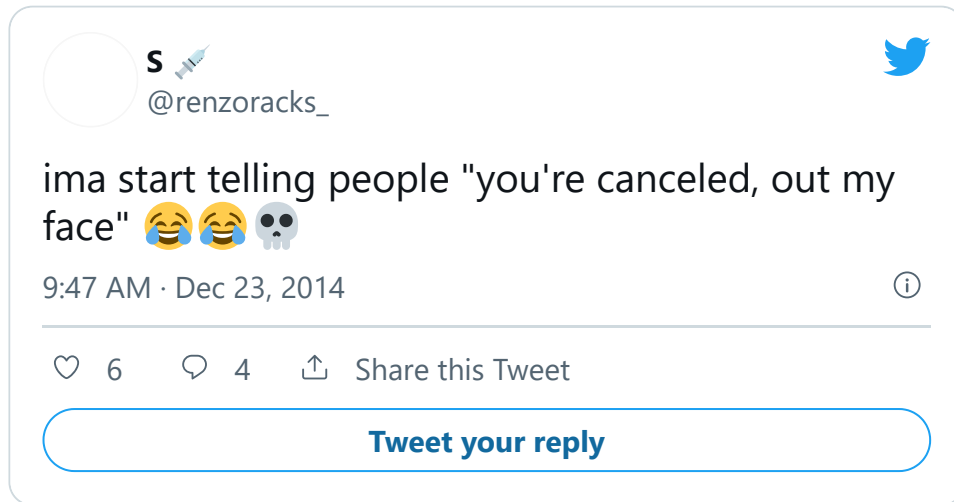 S 💉
@renzoracks_
ima start telling people "you're canceled, out my
face" 😂😂💀
9:47 AM · Dec 23, 2014
6 4 Share this Tweet
Tweet your reply